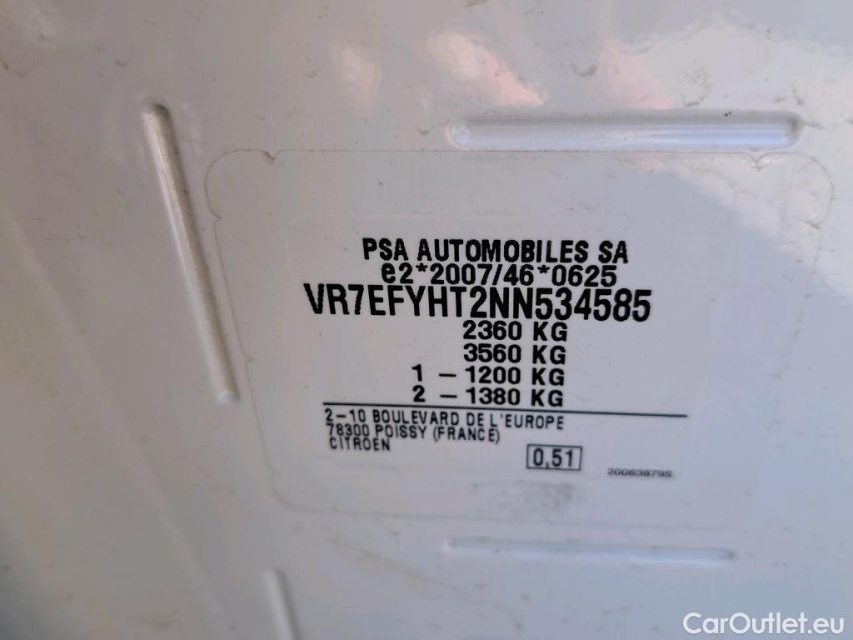 PSA AUTOMOBILES SA
e2*2007/46*0625
VR7EFYHT2NN534585
2360 KG
3560 KG
1 – 1200 KG
2 – 1380 KG
2–10 BOULEVARD DE L'EUROPE
78300 POISSY (FRANCE)
CITROEN
0,51
200638795
CarOutlet.eu